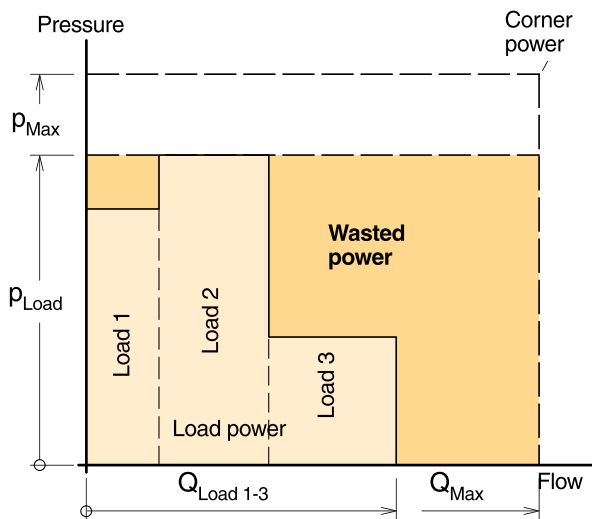 Pressure
Corner
power
pMax
Wasted
power
pLoad
Load 1
Load 2
Load 3
Load power
QLoad 1-3
QMax
Flow